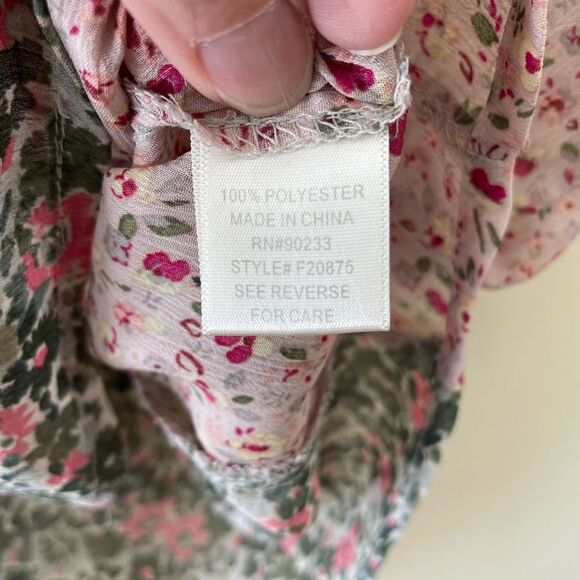 100% POLYESTER
MADE IN CHINA
RN#90233
STYLE# F20875
SEE REVERSE
FOR CARE